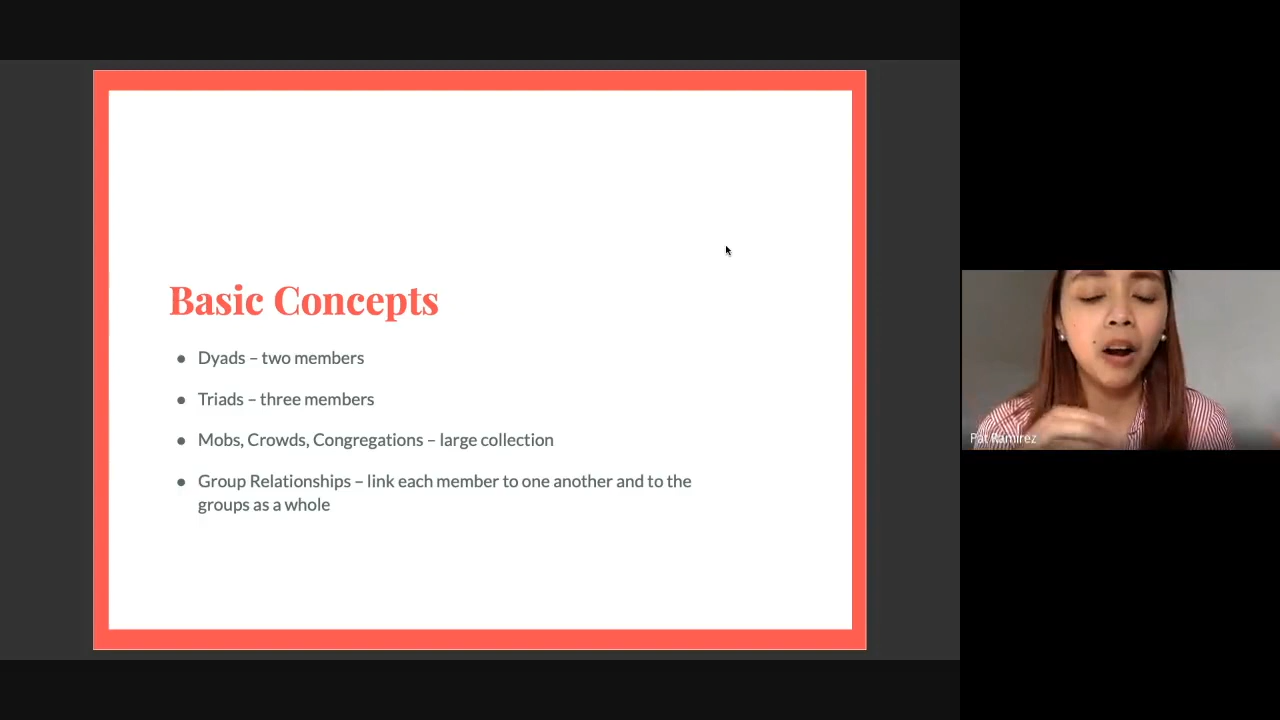 Basic Concepts
● Dyads – two members
● Triads – three members
● Mobs, Crowds, Congregations – large collection
● Group Relationships – link each member to one another and to the
groups as a whole
Pat Ramirez